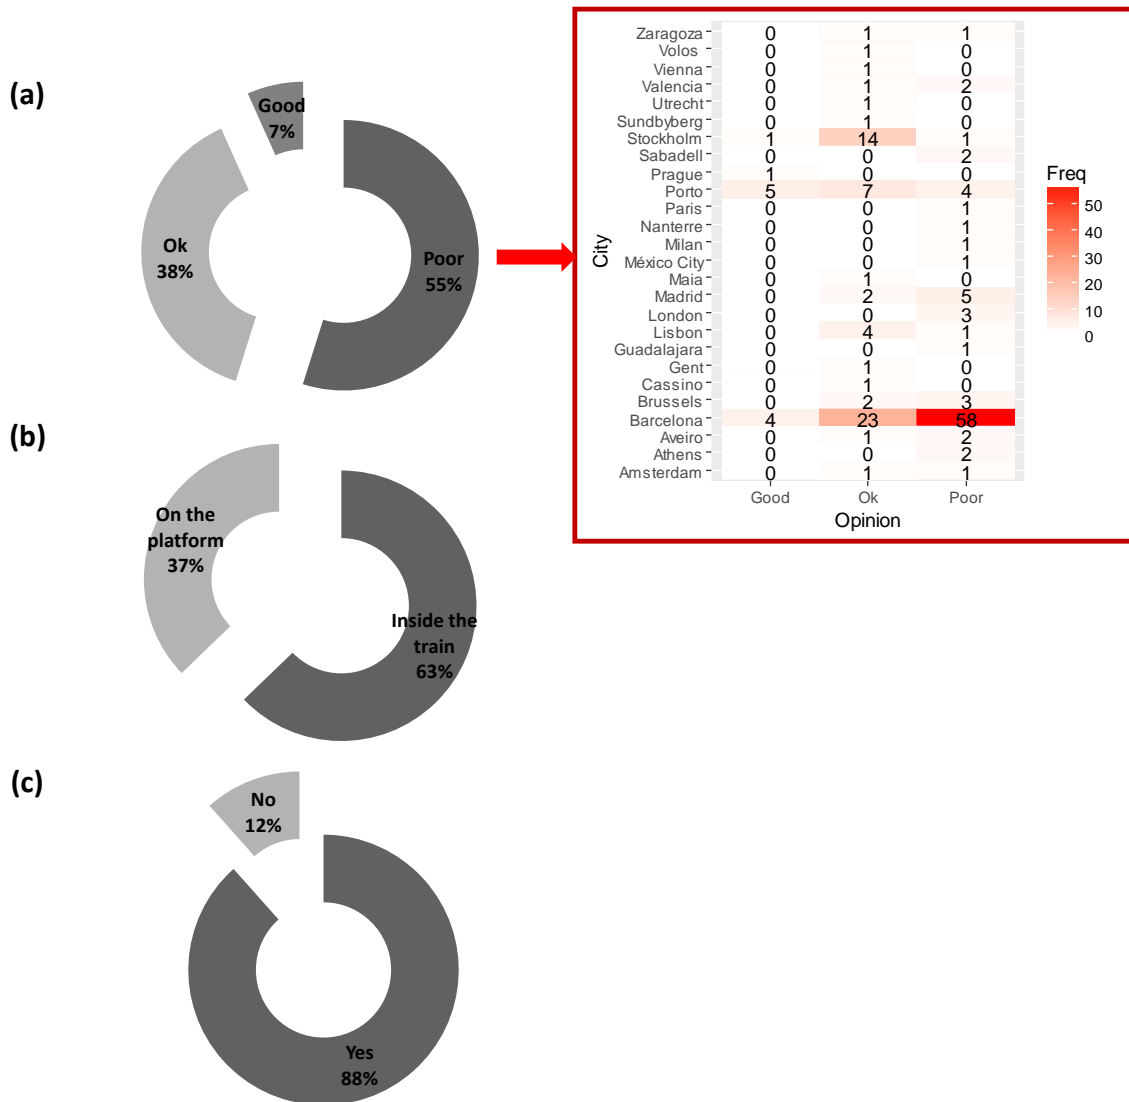 (a)
Good
7%
Ok
38%
Poor
55%
Zaragoza 0 1 1
Volos 0 1 0
Vienna 0 1 0
Valencia 0 1 2
Utrecht 0 1 0
Sundbyberg 0 1 0
Stockholm 1 14 1
Sabadell 0 0 2
Prague 1 0 0
Porto 5 7 4
Paris 0 0 1
Nanterre 0 0 1
Milan 0 0 1
México City 0 0 1
Maia 0 1 0
Madrid 0 2 5
London 0 0 3
Lisbon 0 4 1
Guadalajara 0 0 1
Gent 0 1 0
Cassino 0 1 0
Brussels 0 2 3
Barcelona 4 23 58
Aveiro 0 1 2
Athens 0 0 2
Amsterdam 0 1 1
Good Ok Poor
Opinion
City
Freq
50
40
30
20
10
0
(b)
On the
platform
37%
Inside the
train
63%
(c)
No
12%
Yes
88%